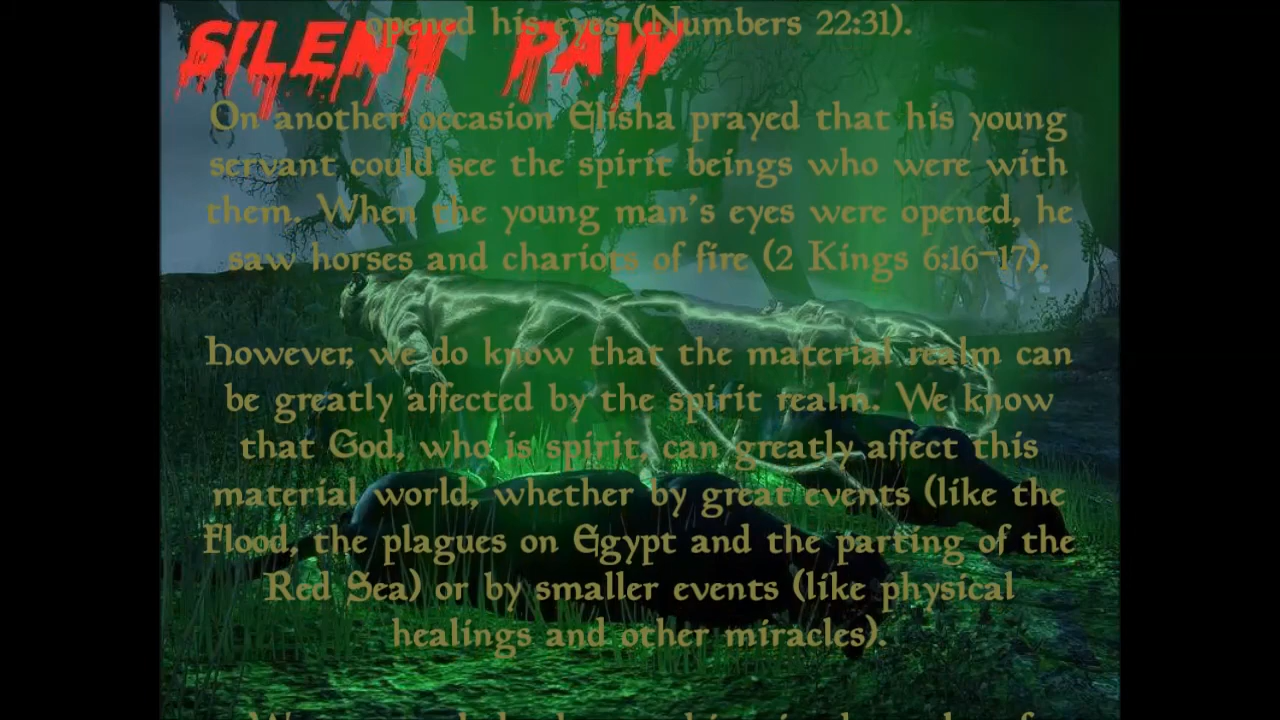 opened his eyes (Numbers 22:31).
SILENT PAW
On another occasion Elisha prayed that his young
servant could see the spirit beings who were with
them. When the young man's eyes were opened, he
saw horses and chariots of fire (2 Kings 6:16-17).
However, we do know that the material realm can
be greatly affected by the spirit realm. We know
that God, who is spirit, can greatly affect this
material world, whether by great events (like the
Flood, the plagues on Egypt and the parting of the
Red Sea) or by smaller events (like physical
healings and other miracles).